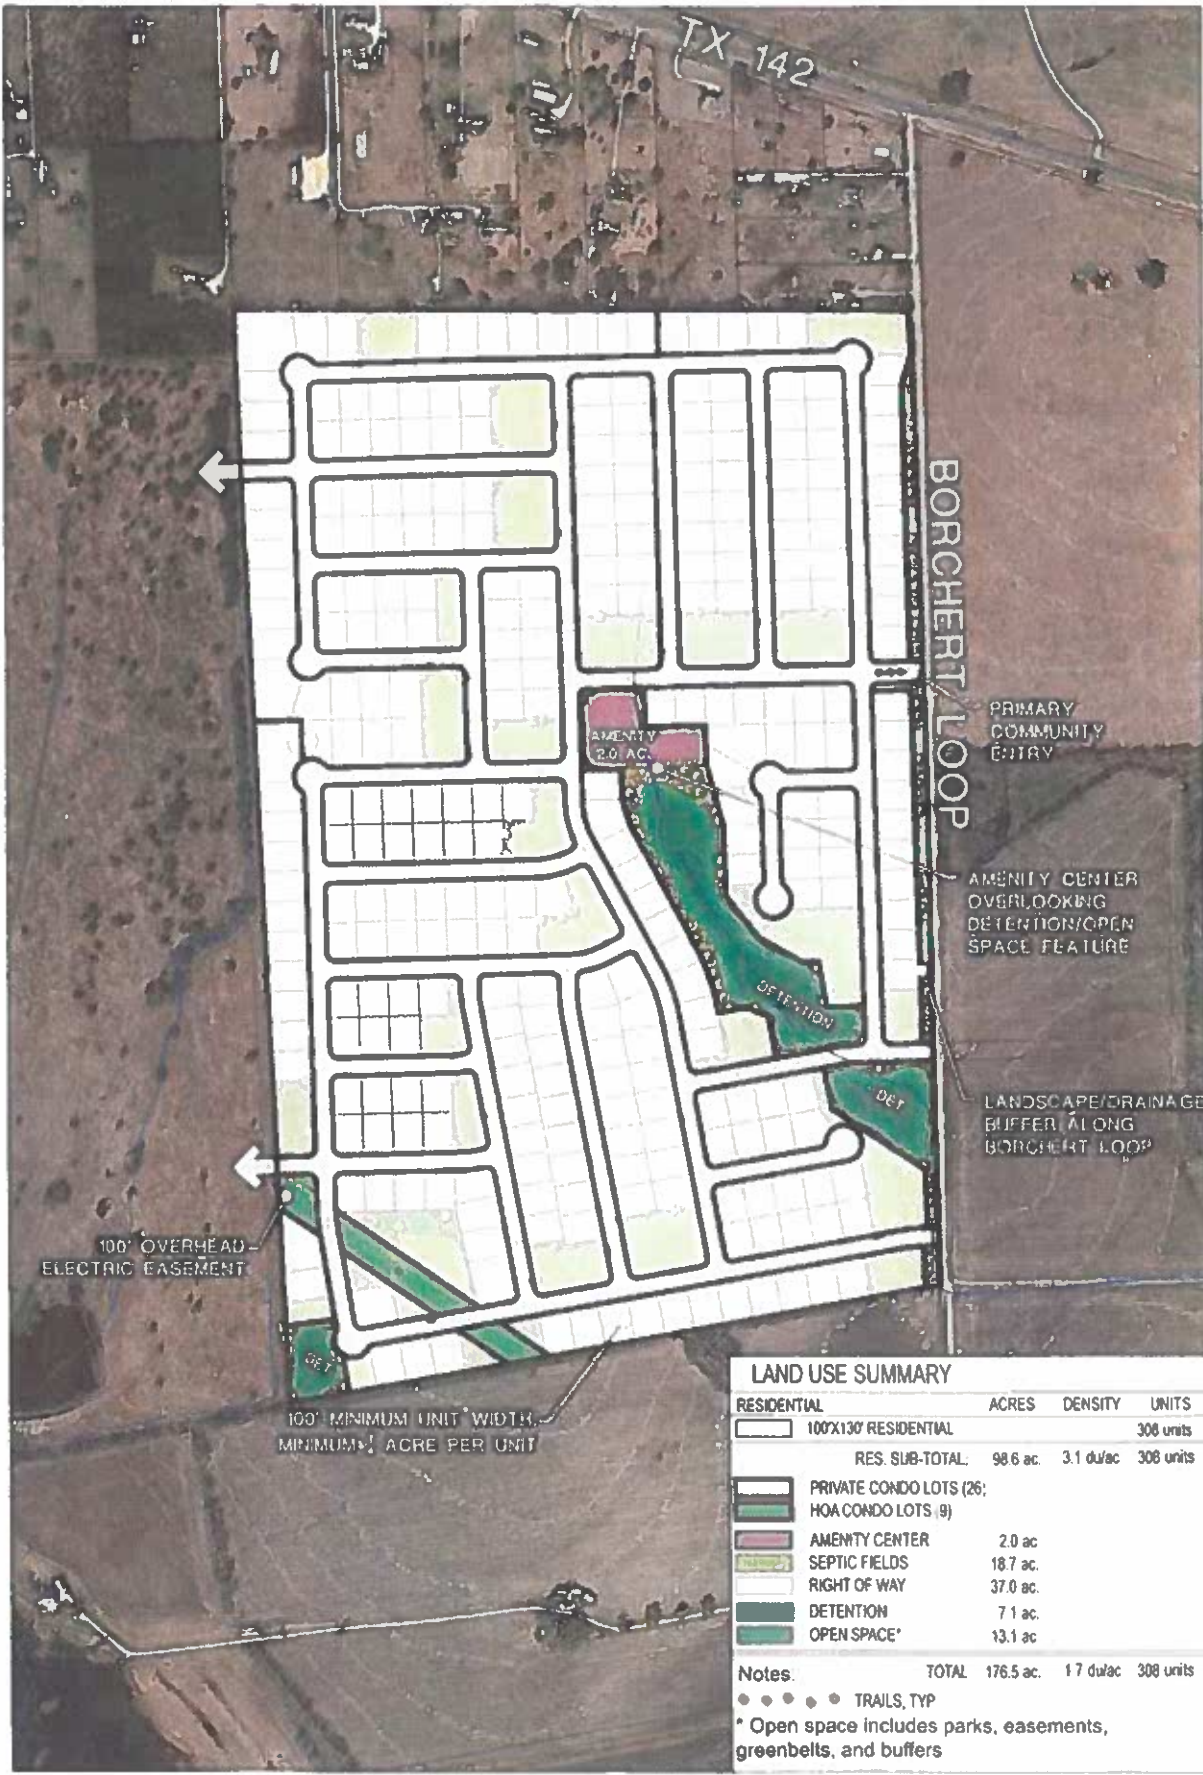 TX 142
BORCHERT LOOP
PRIMARY
COMMUNITY
ENTRY
AMENITY
2.0 AC.
AMENITY CENTER
OVERLOOKING
DETENTION/OPEN
SPACE FEATURE
DETENTION
DET
LANDSCAPE/DRAINAGE
BUFFER ALONG
BORCHERT LOOP
100' OVERHEAD
ELECTRIC EASEMENT
DET
100' MINIMUM UNIT WIDTH,
MINIMUM ACRE PER UNIT
LAND USE SUMMARY
RESIDENTIAL ACRES DENSITY UNITS
100'X130' RESIDENTIAL 308 units
RES. SUB-TOTAL: 98.6 ac. 3.1 du/ac 308 units
PRIVATE CONDO LOTS (26)
HOA CONDO LOTS (9)
AMENITY CENTER 2.0 ac
SEPTIC FIELDS 18.7 ac.
RIGHT OF WAY 37.0 ac.
DETENTION 7.1 ac.
OPEN SPACE* 13.1 ac
Notes: TOTAL 176.5 ac. 1.7 du/ac 308 units
TRAILS, TYP
* Open space includes parks, easements,
greenbelts, and buffers